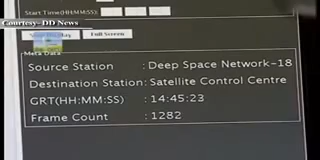 Start Time(HH:MM:SS)
Courtesy- DD News
Full Screen
Meta Data
Source Station : Deep Space Network-18
Destination Station: Satellite Control Centre
GRT(HH:MM:SS) : 14:45:23
Frame Count : 1282